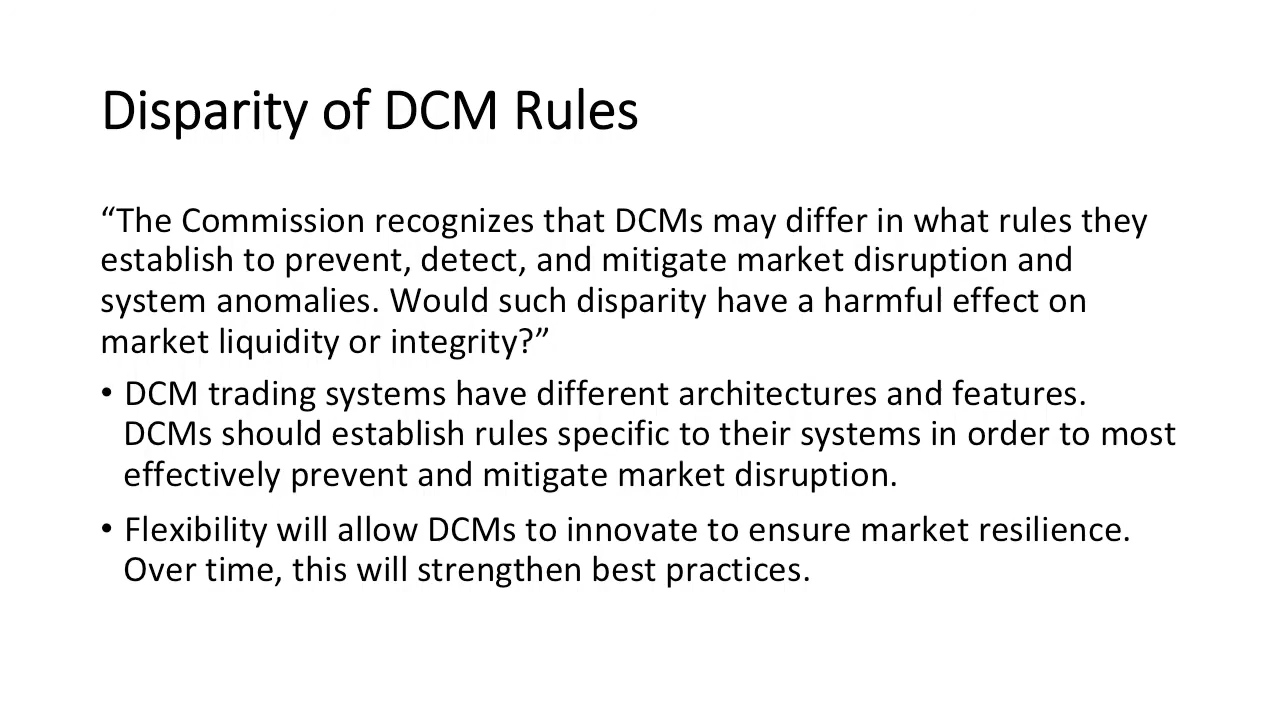 Disparity of DCM Rules
“The Commission recognizes that DCMs may differ in what rules they
establish to prevent, detect, and mitigate market disruption and
system anomalies. Would such disparity have a harmful effect on
market liquidity or integrity?”
• DCM trading systems have different architectures and features.
DCMs should establish rules specific to their systems in order to most
effectively prevent and mitigate market disruption.
• Flexibility will allow DCMs to innovate to ensure market resilience.
Over time, this will strengthen best practices.